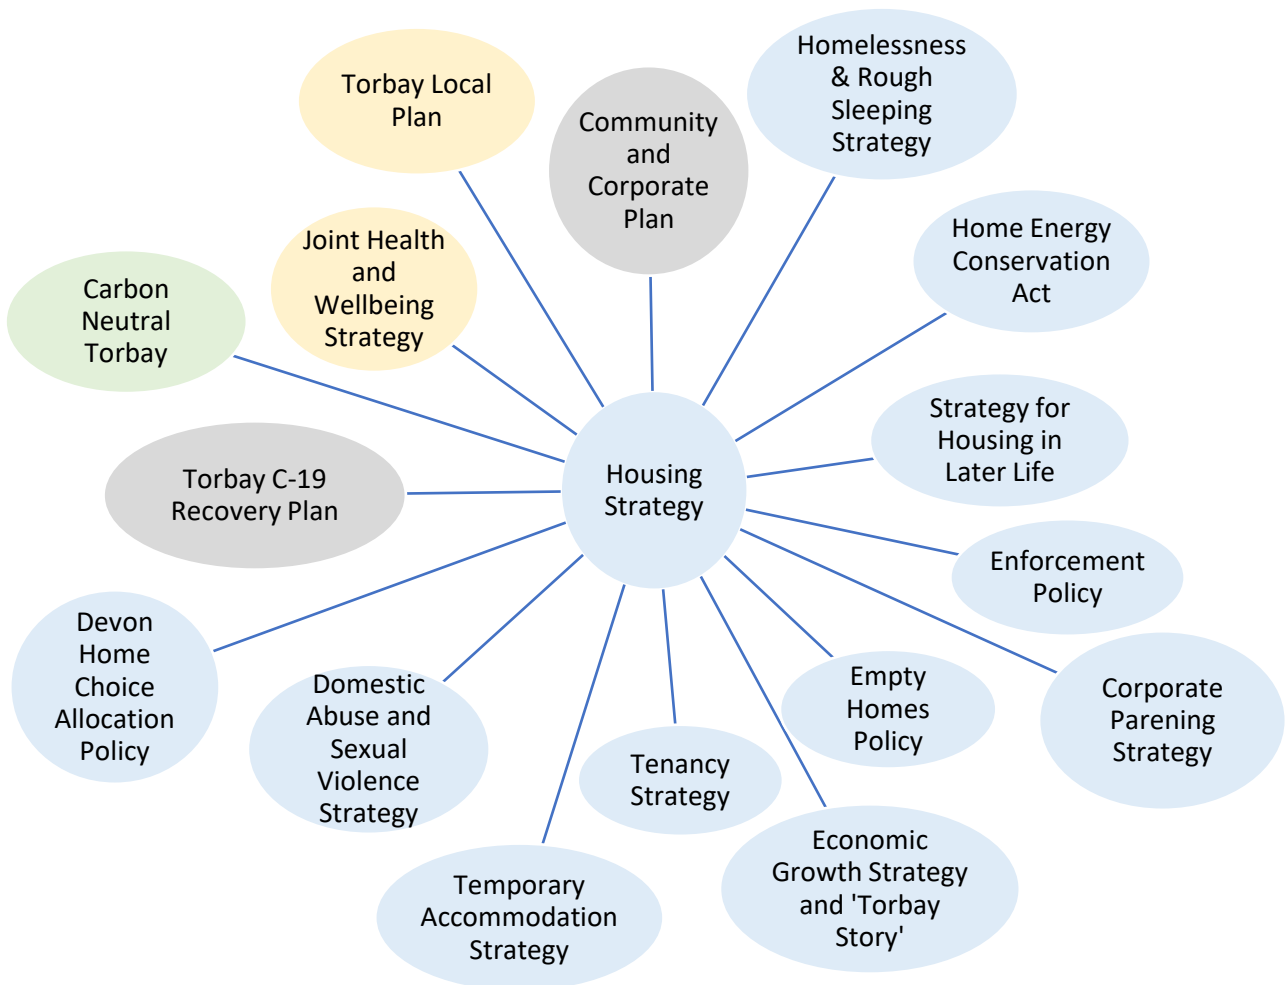 Homelessness
& Rough
Sleeping
Strategy
Torbay Local
Plan
Community
and
Corporate
Plan
Home Energy
Conservation
Act
Joint Health
and
Wellbeing
Strategy
Carbon
Neutral
Torbay
Strategy for
Housing in
Later Life
Housing
Strategy
Torbay C-19
Recovery Plan
Enforcement
Policy
Devon
Home
Choice
Allocation
Policy
Domestic
Abuse and
Sexual
Violence
Strategy
Empty
Homes
Policy
Corporate
Parening
Strategy
Tenancy
Strategy
Economic
Growth Strategy
and 'Torbay
Story'
Temporary
Accommodation
Strategy